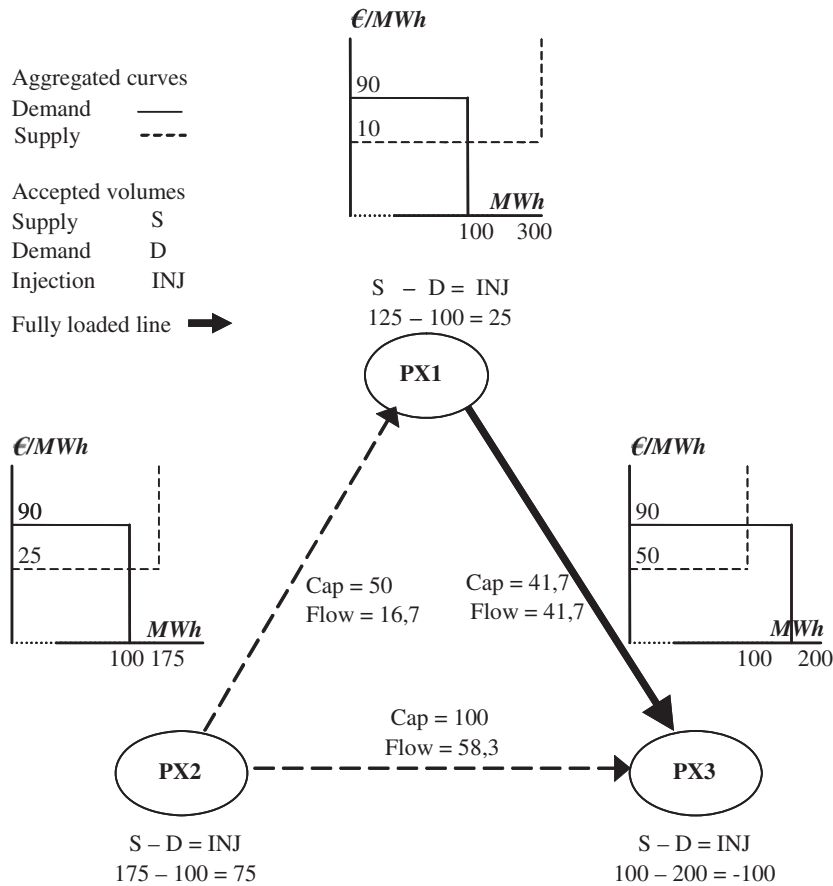 Aggregated curves
Demand
Supply
Accepted volumes
Supply S
Demand D
Injection INJ
Fully loaded line
€/MWh
90
10
MWh
100 300
S – D = INJ
125 – 100 = 25
PX1
€/MWh
90
25
MWh
100 175
€/MWh
90
50
MWh
100 200
Cap = 50
Flow = 16,7
Cap = 41,7
Flow = 41,7
Cap = 100
Flow = 58,3
PX2
PX3
S – D = INJ
175 – 100 = 75
S – D = INJ
100 – 200 = -100